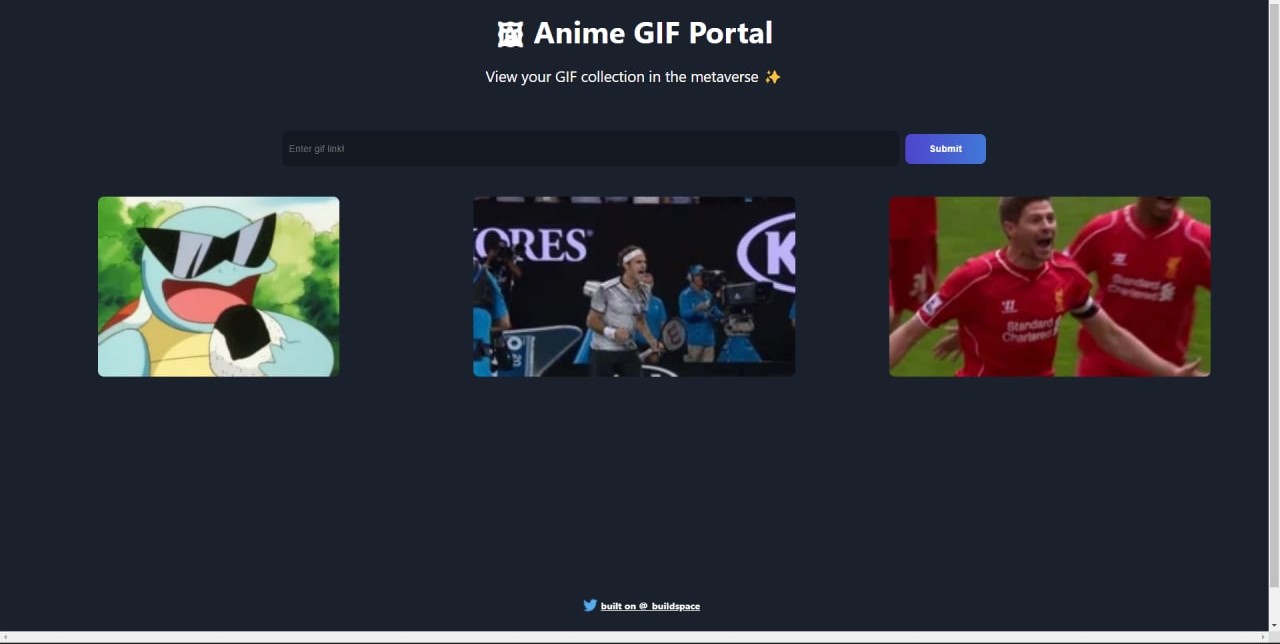 Anime GIF Portal
View your GIF collection in the metaverse ✨
Enter gif link!
Submit
ORES
K
Standard
Chartered
Standard
Chartered
built on @_buildspace